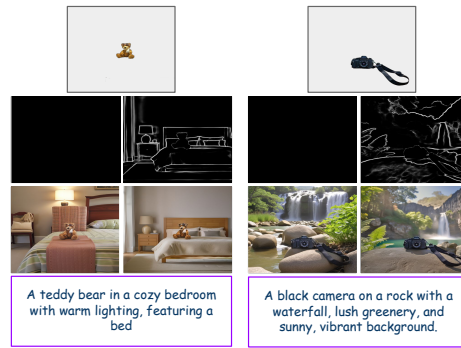 A teddy bear in a cozy bedroom
with warm lighting, featuring a
bed
A black camera on a rock with a
waterfall, lush greenery, and
sunny, vibrant background.